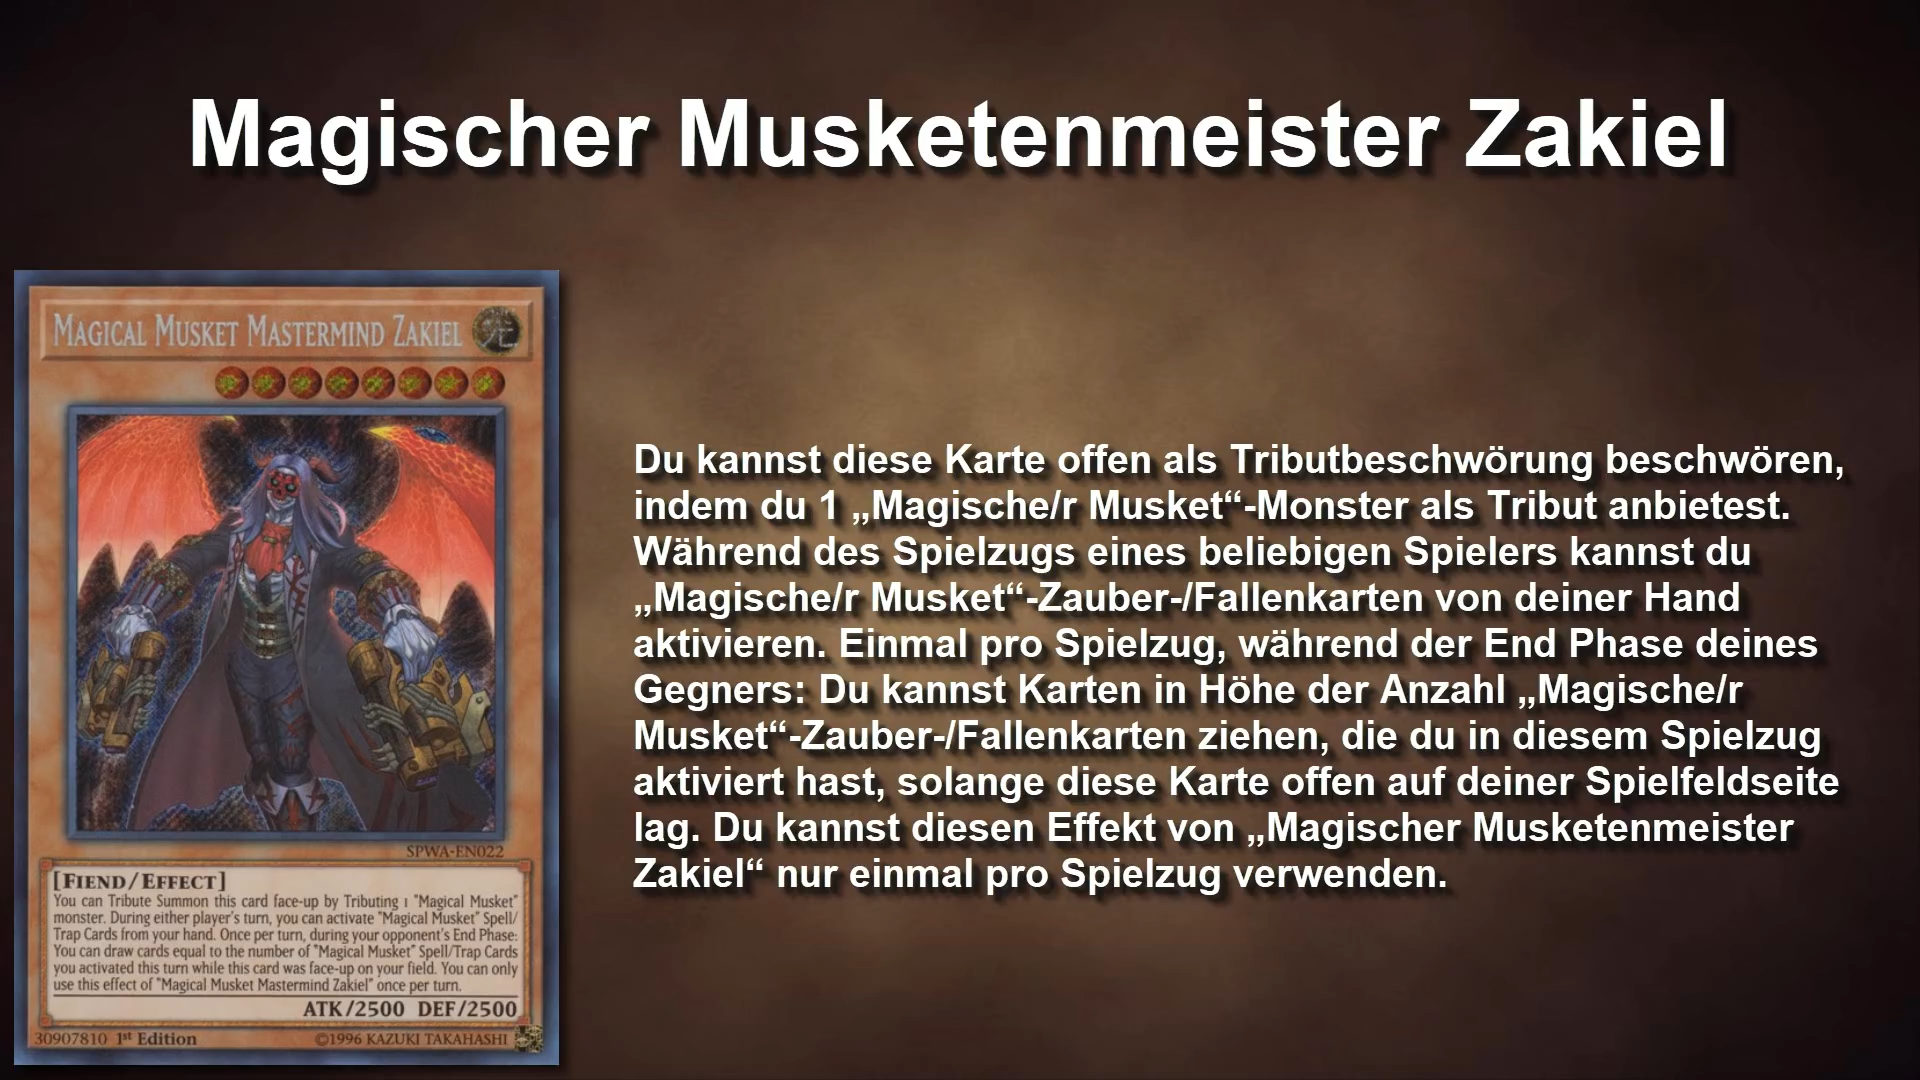 Magischer Musketenmeister Zakiel
MAGICAL MUSKET MASTERMIND ZAKIEL
SPWA-EN022
[FIEND/EFFECT]
You can Tribute Summon this card face-up by Tributing 1 "Magical Musket"
monster. During either player's turn, you can activate "Magical Musket" Spell/
Trap Cards from your hand. Once per turn, during your opponent's End Phase:
You can draw cards equal to the number of "Magical Musket" Spell/Trap Cards
you activated this turn while this card was face-up on your field. You can only
use this effect of "Magical Musket Mastermind Zakiel" once per turn.
ATK/2500 DEF/2500
30907810 1st Edition ©1996 KAZUKI TAKAHASHI
Du kannst diese Karte offen als Tributbeschwörung beschwören,
indem du 1 „Magische/r Musket“-Monster als Tribut anbietest.
Während des Spielzugs eines beliebigen Spielers kannst du
„Magische/r Musket“-Zauber-/Fallenkarten von deiner Hand
aktivieren. Einmal pro Spielzug, während der End Phase deines
Gegners: Du kannst Karten in Höhe der Anzahl „Magische/r
Musket“-Zauber-/Fallenkarten ziehen, die du in diesem Spielzug
aktiviert hast, solange diese Karte offen auf deiner Spielfeldseite
lag. Du kannst diesen Effekt von „Magischer Musketenmeister
Zakiel“ nur einmal pro Spielzug verwenden.